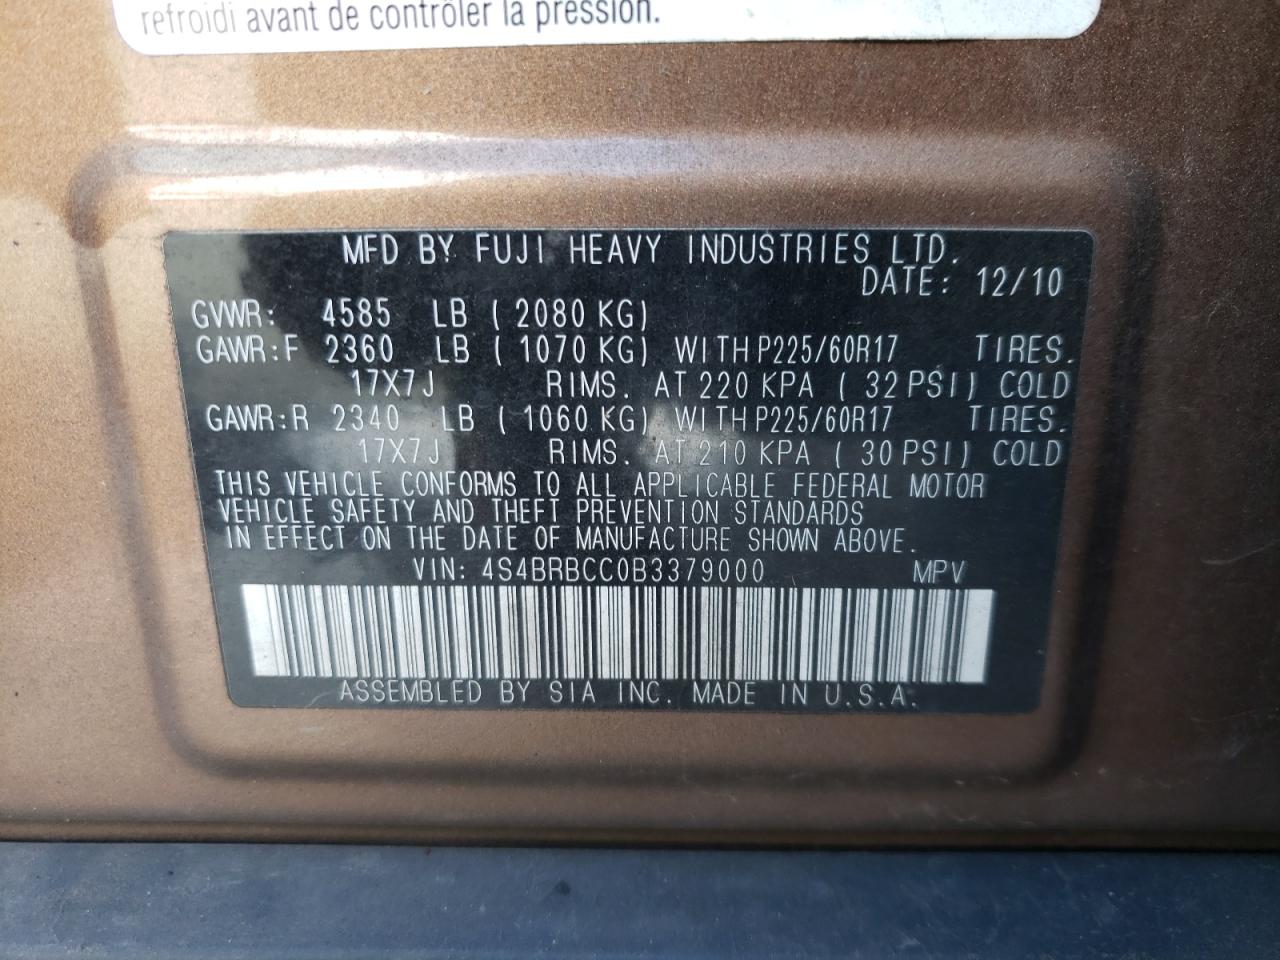 refroidi avant de contrôler la pression.
MFD BY FUJI HEAVY INDUSTRIES LTD.
DATE: 12/10
GVWR: 4585 LB ( 2080 KG)
GAWR:F 2360 LB ( 1070 KG) WITH P225/60R17 TIRES.
17X7J RIMS. AT 220 KPA ( 32 PSI) COLD
GAWR:R 2340 LB ( 1060 KG) WITH P225/60R17 TIRES.
17X7J RIMS. AT 210 KPA ( 30 PSI) COLD
THIS VEHICLE CONFORMS TO ALL APPLICABLE FEDERAL MOTOR
VEHICLE SAFETY AND THEFT PREVENTION STANDARDS
IN EFFECT ON THE DATE OF MANUFACTURE SHOWN ABOVE.
VIN: 4S4BRBCC0B3379000 MPV
ASSEMBLED BY SIA INC. MADE IN U.S.A.